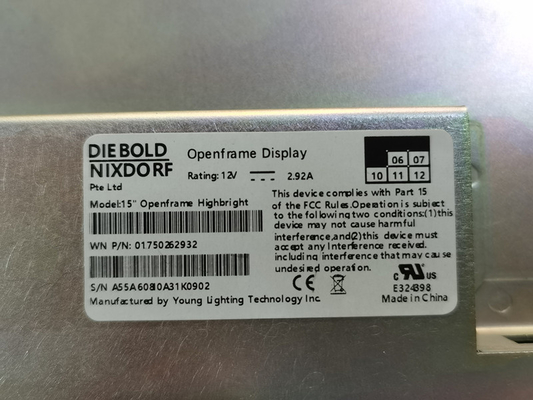 DIEBOLD
NIXDORF
Pte Ltd
Openframe Display
Rating: 12V 2.92A
06 07
10 11 12
Model:15" Openframe Highbright
WN P/N: 01750262932
S/N A55A6080A31K0902
Manufactured by Young Lighting Technology Inc.
This device complies with Part 15
of the FCC Rules.Operation is subject
to the following two conditions:(1)this
device may not cause harmful
interference,and(2)this device must
accept any Interference received.
including interference that may cause
undesired operation.
CE
c UR US
E324398
Made in China